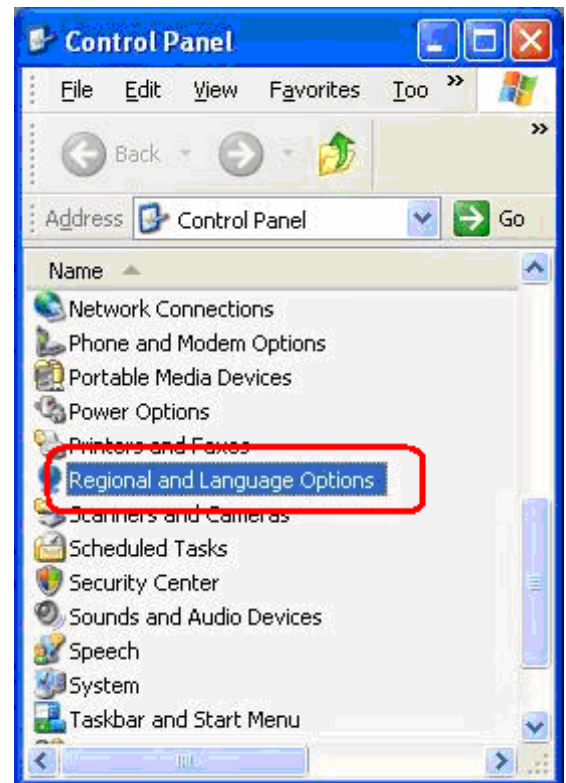 Control Panel
File Edit View Favorites Too »
Back »
Address Control Panel Go
Name
Network Connections
Phone and Modem Options
Portable Media Devices
Power Options
Printers and Faxes
Regional and Language Options
Scanners and Cameras
Scheduled Tasks
Security Center
Sounds and Audio Devices
Speech
System
Taskbar and Start Menu